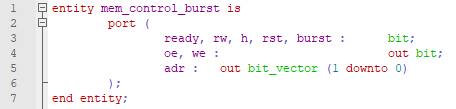 1 entity mem_control_burst is
2 port (
3 ready, rw, h, rst, burst : bit;
4 oe, we : out bit;
5 adr : out bit_vector (1 downto 0)
6 );
7 end entity;